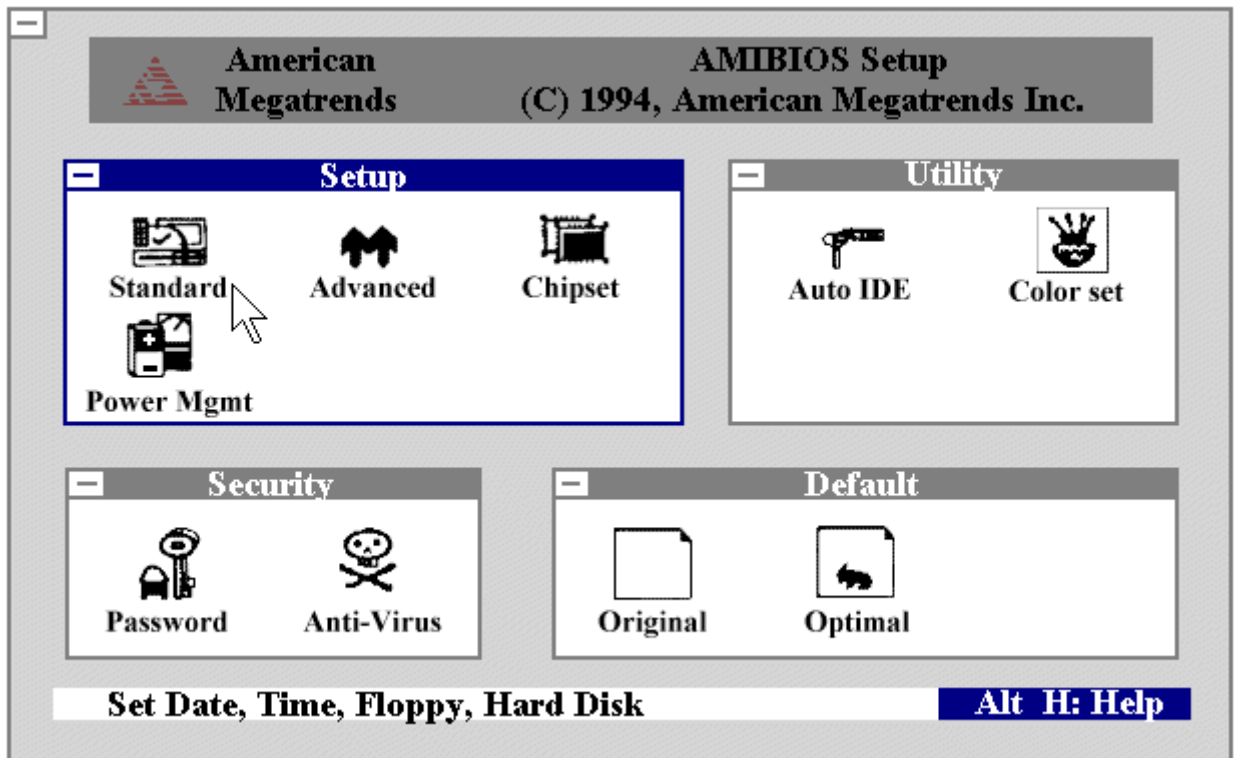 American
Megatrends
AMIBIOS Setup
(C) 1994, American Megatrends Inc.
Setup
Standard
Advanced
Chipset
Power Mgmt
Utility
Auto IDE
Color set
Security
Password
Anti-Virus
Default
Original
Optimal
Set Date, Time, Floppy, Hard Disk
Alt H: Help